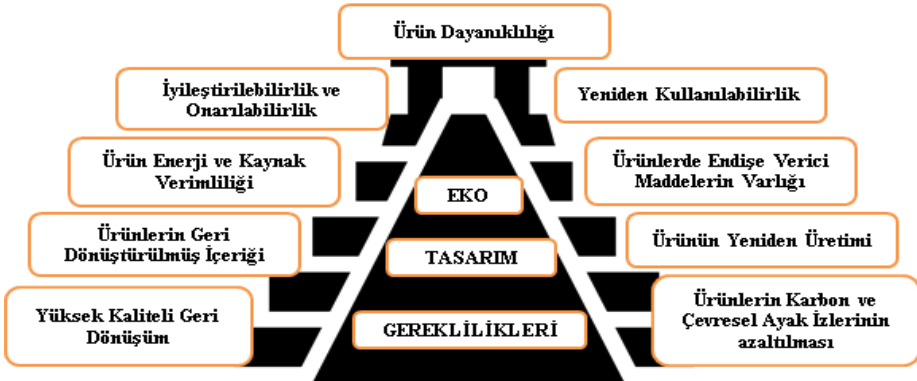 Ürün Dayanıklılığı
İyileştirilebilirlik ve
Onarılabilirlik
Yeniden Kullanılabilirlik
Ürün Enerji ve Kaynak
Verimliliği
Ürünlerde Endişe Verici
Maddelerin Varlığı
EKO
Ürünlerin Geri
Dönüştürülmüş İçeriği
TASARIM
Ürünün Yeniden Üretimi
Yüksek Kaliteli Geri
Dönüşüm
GEREKLİLİKLERİ
Ürünlerin Karbon ve
Çevresel Ayak İzlerinin
azaltılması